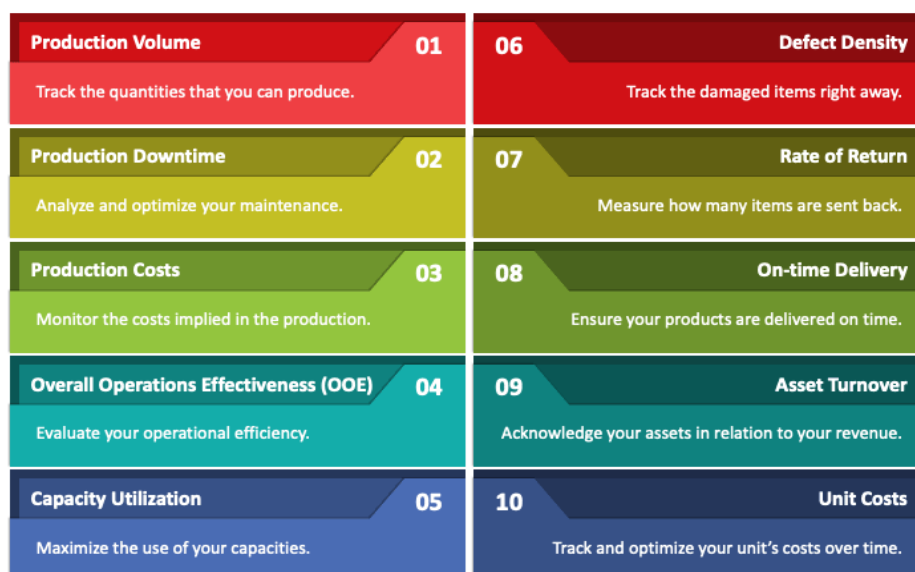 Production Volume 01
Track the quantities that you can produce.
Production Downtime 02
Analyze and optimize your maintenance.
Production Costs 03
Monitor the costs implied in the production.
Overall Operations Effectiveness (OOE) 04
Evaluate your operational efficiency.
Capacity Utilization 05
Maximize the use of your capacities.
06 Defect Density
Track the damaged items right away.
07 Rate of Return
Measure how many items are sent back.
08 On-time Delivery
Ensure your products are delivered on time.
09 Asset Turnover
Acknowledge your assets in relation to your revenue.
10 Unit Costs
Track and optimize your unit’s costs over time.